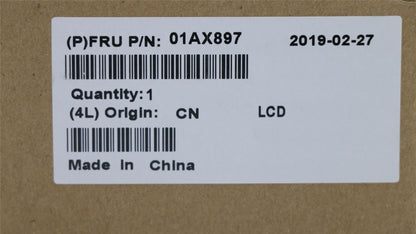 (P)FRU P/N: 01AX897 2019-02-27
Quantity: 1
(4L) Origin: CN LCD
Made in China